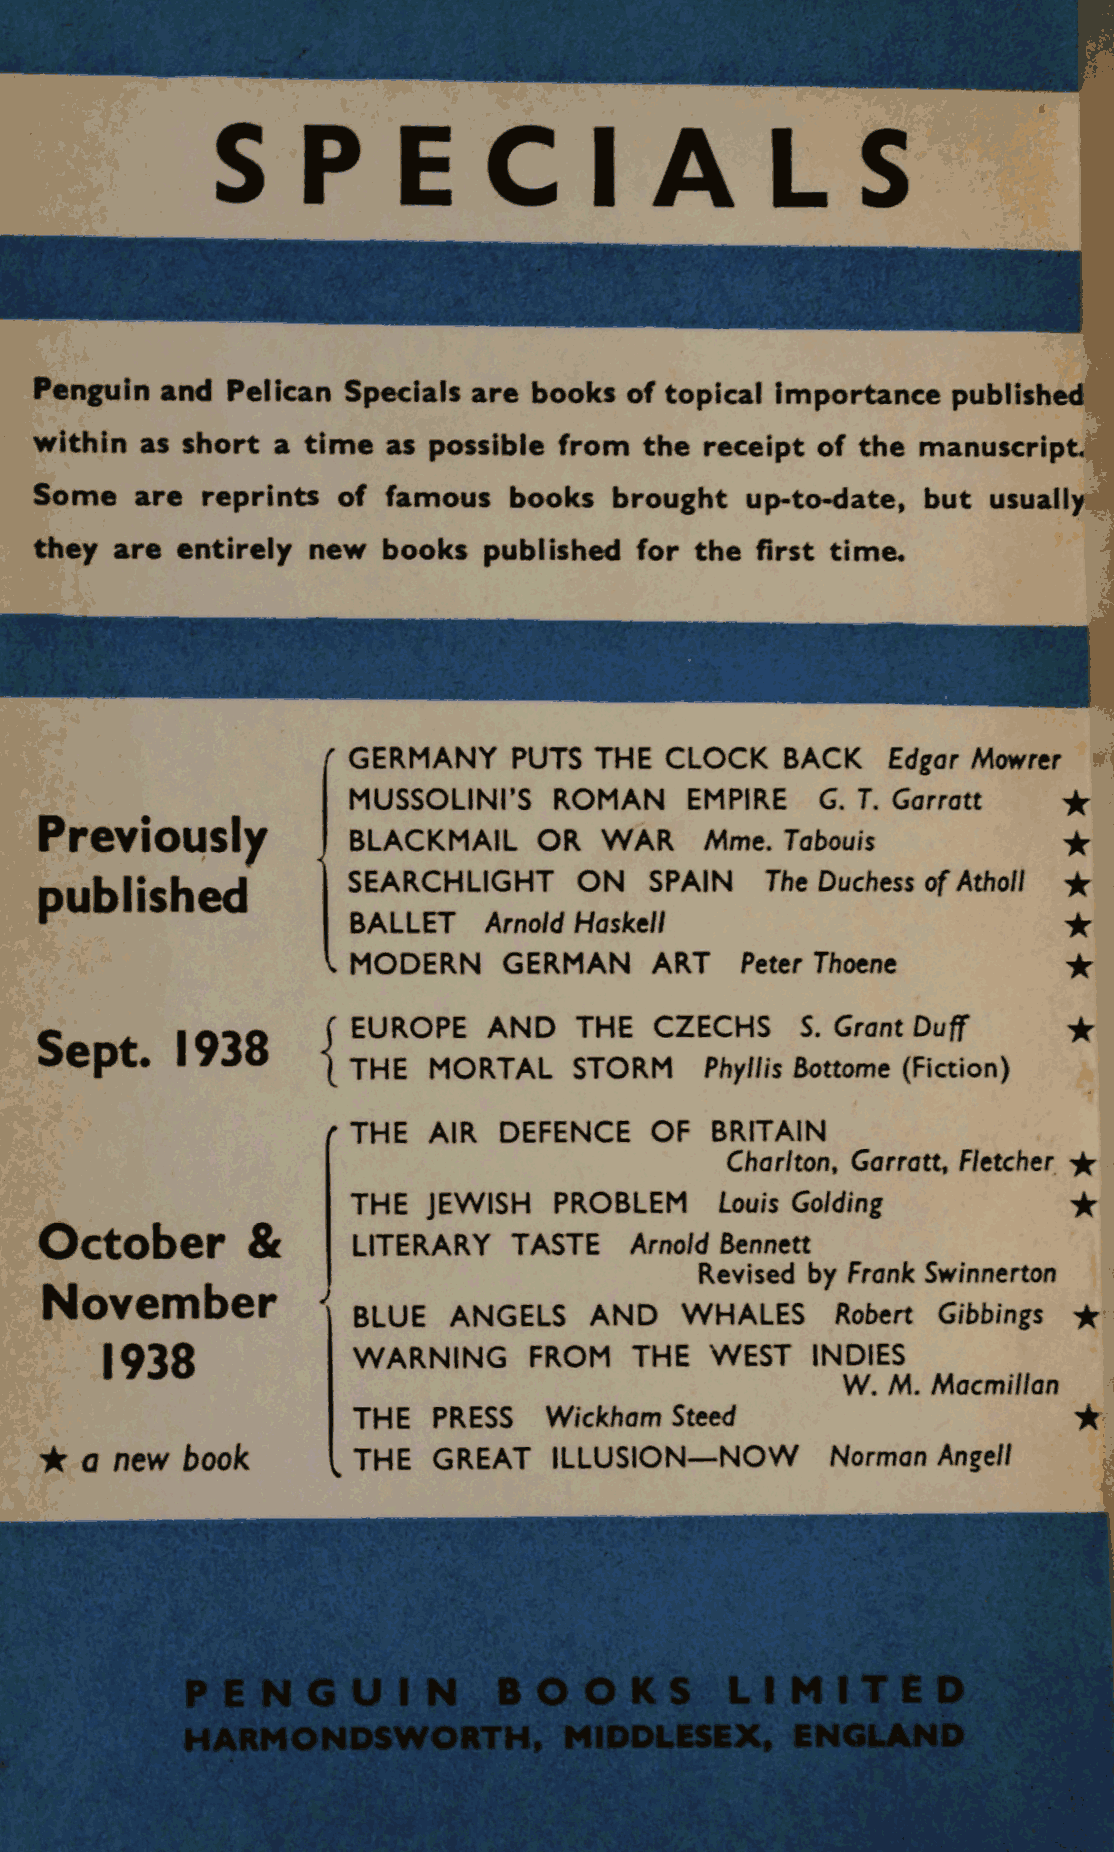 SPECIALS
Penguin and Pelican Specials are books of topical importance published
within as short a time as possible from the receipt of the manuscript.
Some are reprints of famous books brought up-to-date, but usually
they are entirely new books published for the first time.
Previously
published
GERMANY PUTS THE CLOCK BACK Edgar Mowrer
MUSSOLINI'S ROMAN EMPIRE G. T. Garratt ★
BLACKMAIL OR WAR Mme. Tabouis ★
SEARCHLIGHT ON SPAIN The Duchess of Atholl ★
BALLET Arnold Haskell ★
MODERN GERMAN ART Peter Thoene ★
Sept. 1938
EUROPE AND THE CZECHS S. Grant Duff ★
THE MORTAL STORM Phyllis Bottome (Fiction)
October &
November
1938
THE AIR DEFENCE OF BRITAIN
Charlton, Garratt, Fletcher ★
THE JEWISH PROBLEM Louis Golding ★
LITERARY TASTE Arnold Bennett
Revised by Frank Swinnerton
BLUE ANGELS AND WHALES Robert Gibbings ★
WARNING FROM THE WEST INDIES
W. M. Macmillan
THE PRESS Wickham Steed ★
THE GREAT ILLUSION—NOW Norman Angell
★ a new book
PENGUIN BOOKS LIMITED
HARMONDSWORTH, MIDDLESEX, ENGLAND